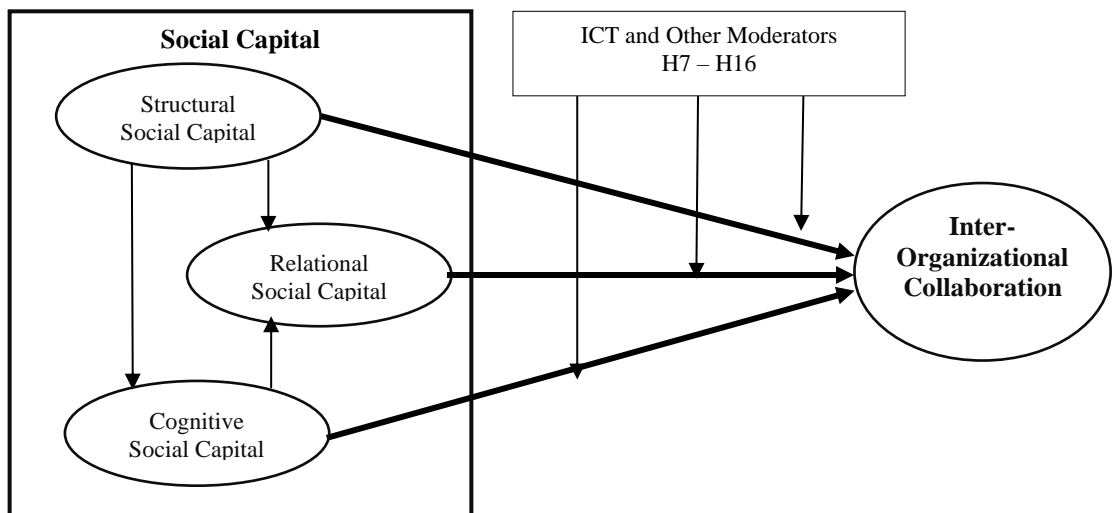 Social Capital
Structural
Social Capital
Relational
Social Capital
Cognitive
Social Capital
ICT and Other Moderators
H7 – H16
Inter-
Organizational
Collaboration